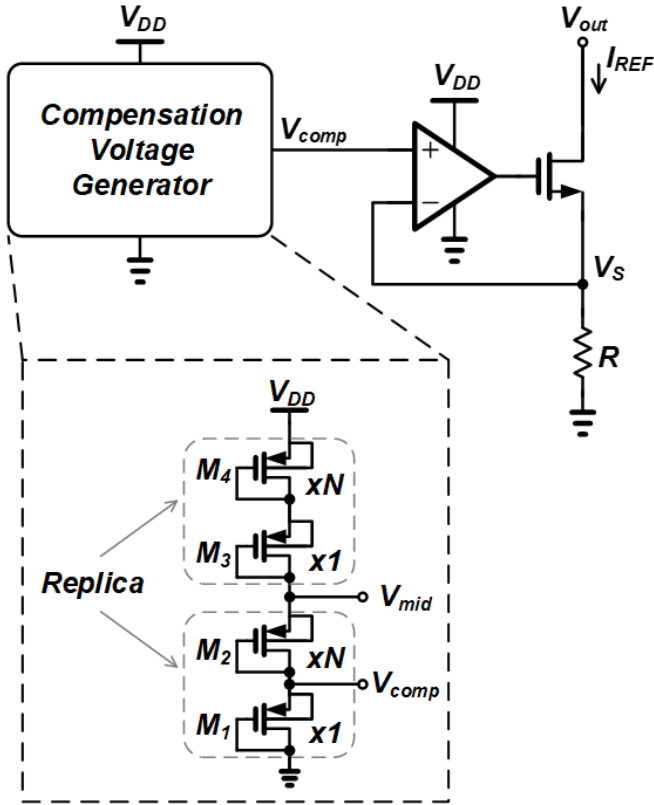 V_DD
V_out
I_REF
Compensation
Voltage
Generator
V_comp
V_DD
+
−
V_S
R
V_DD
M_4
xN
M_3
x1
Replica
V_mid
M_2
xN
V_comp
M_1
x1